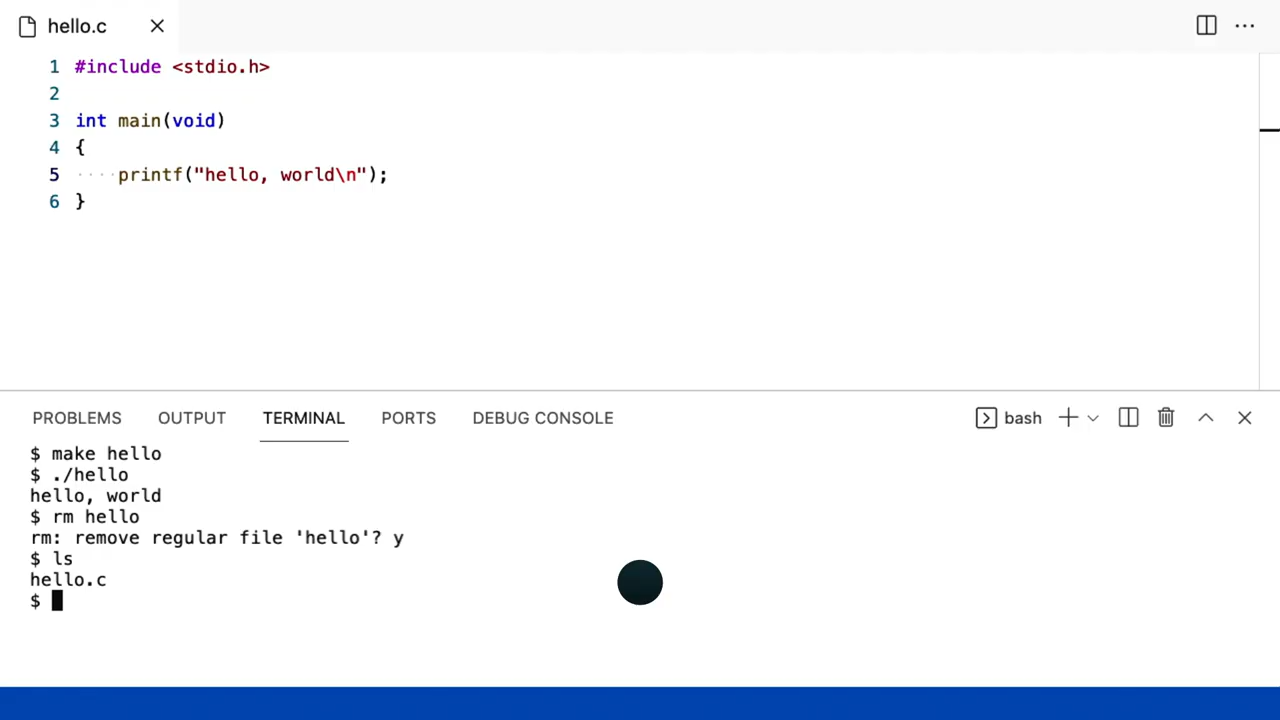 hello.c
1 #include <stdio.h>
2
3 int main(void)
4 {
5 ····printf("hello, world\n");
6 }
PROBLEMS OUTPUT TERMINAL PORTS DEBUG CONSOLE bash
$ make hello
$ ./hello
hello, world
$ rm hello
rm: remove regular file 'hello'? y
$ ls
hello.c
$